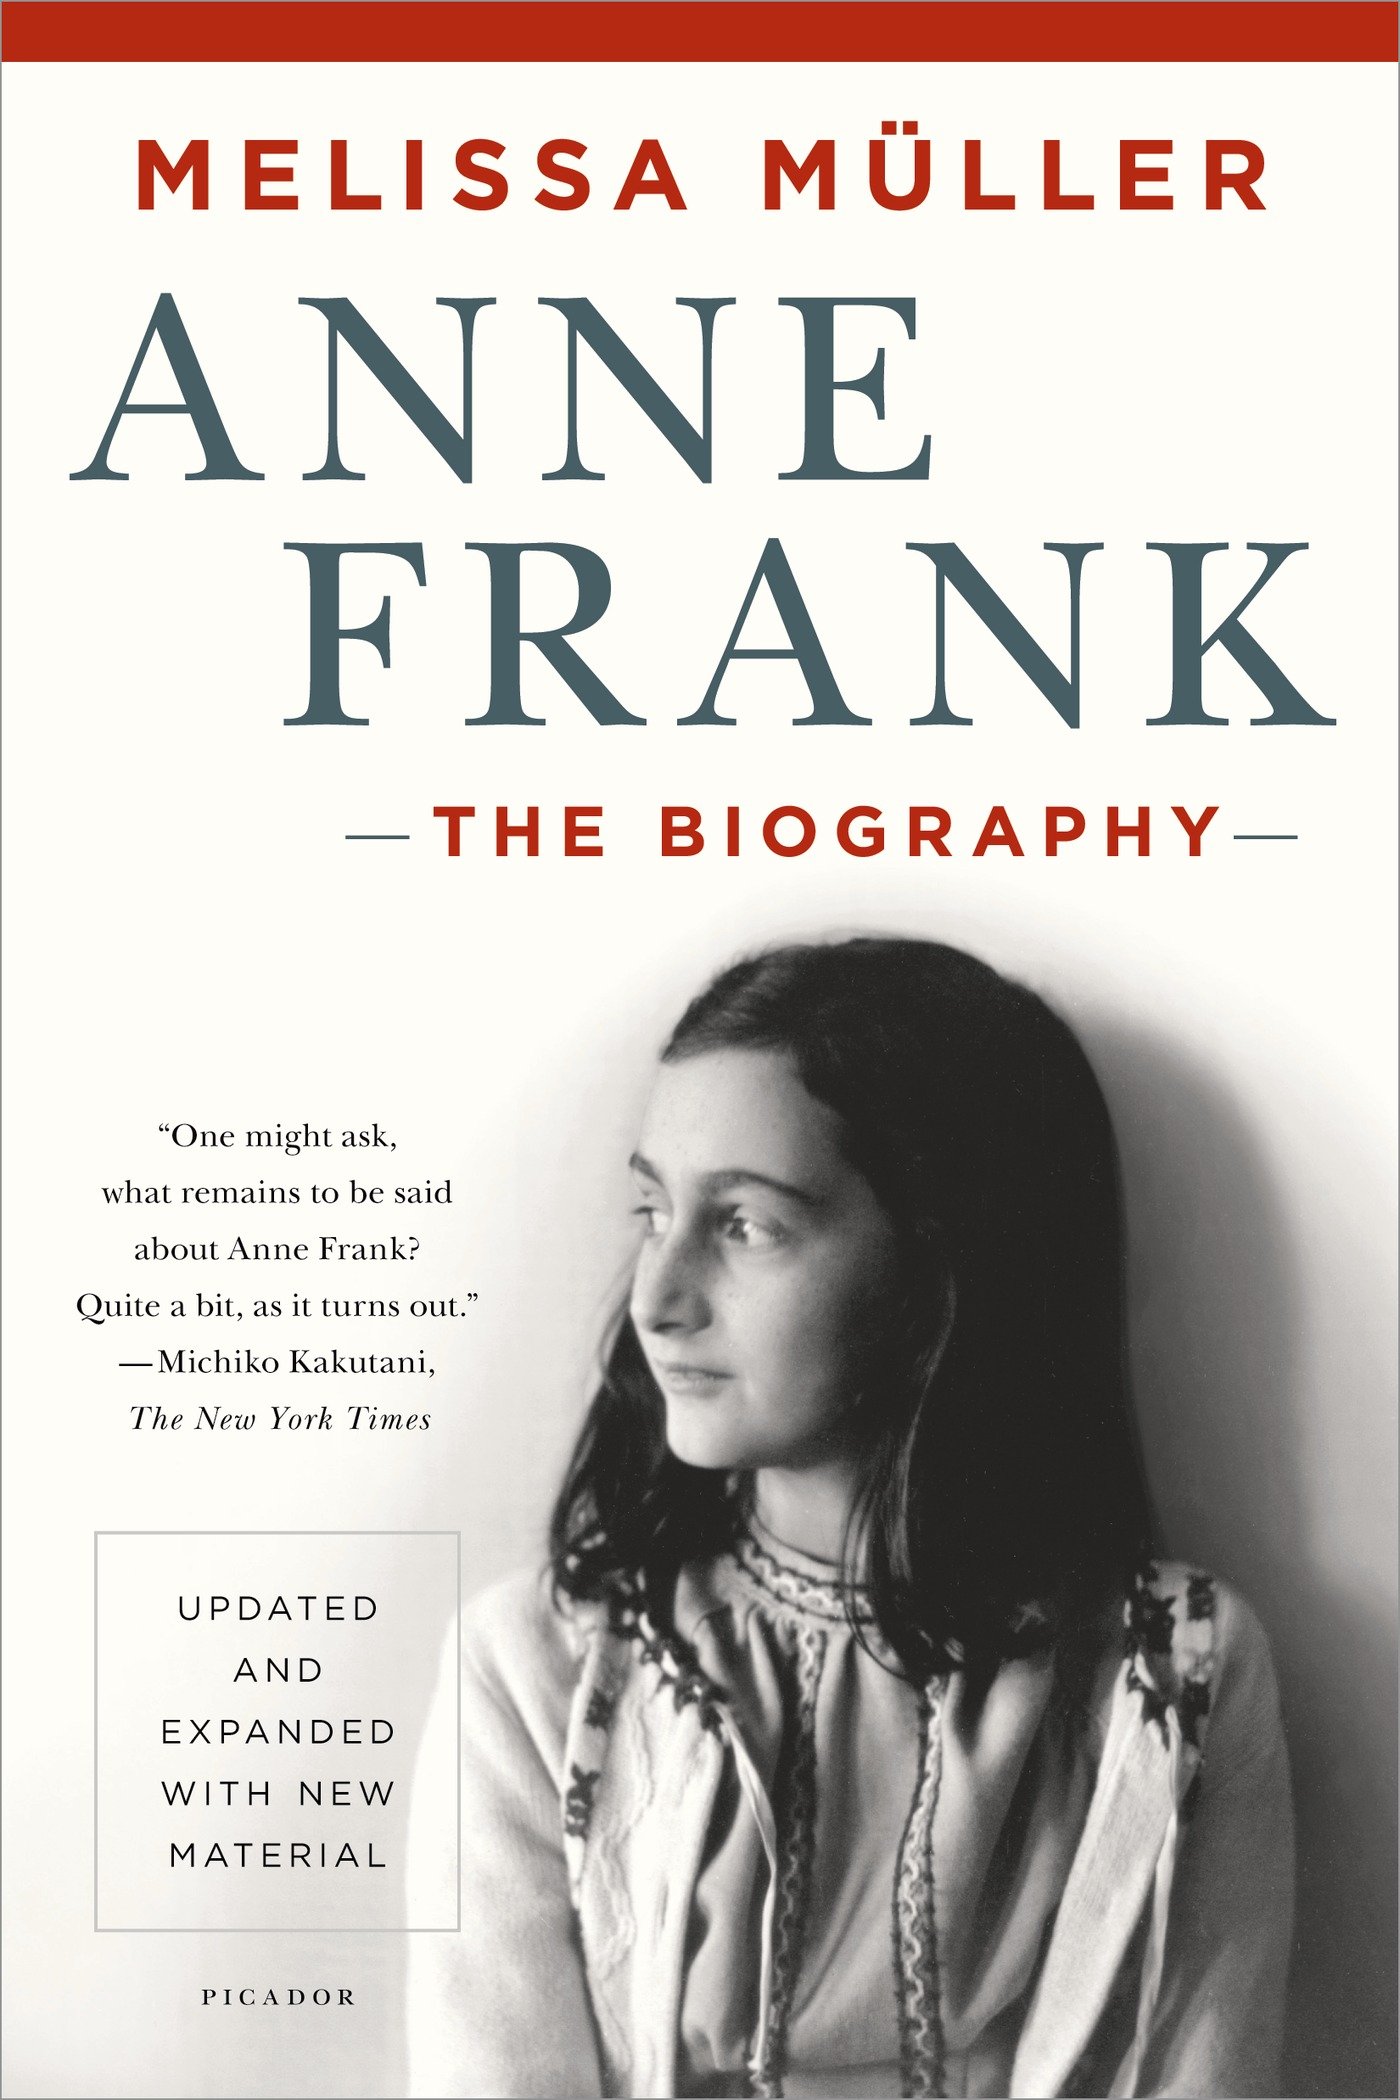 MELISSA MÜLLER
ANNE
FRANK
—THE BIOGRAPHY—
“One might ask,
what remains to be said
about Anne Frank?
Quite a bit, as it turns out.”
—Michiko Kakutani,
The New York Times
UPDATED
AND
EXPANDED
WITH NEW
MATERIAL
PICADOR